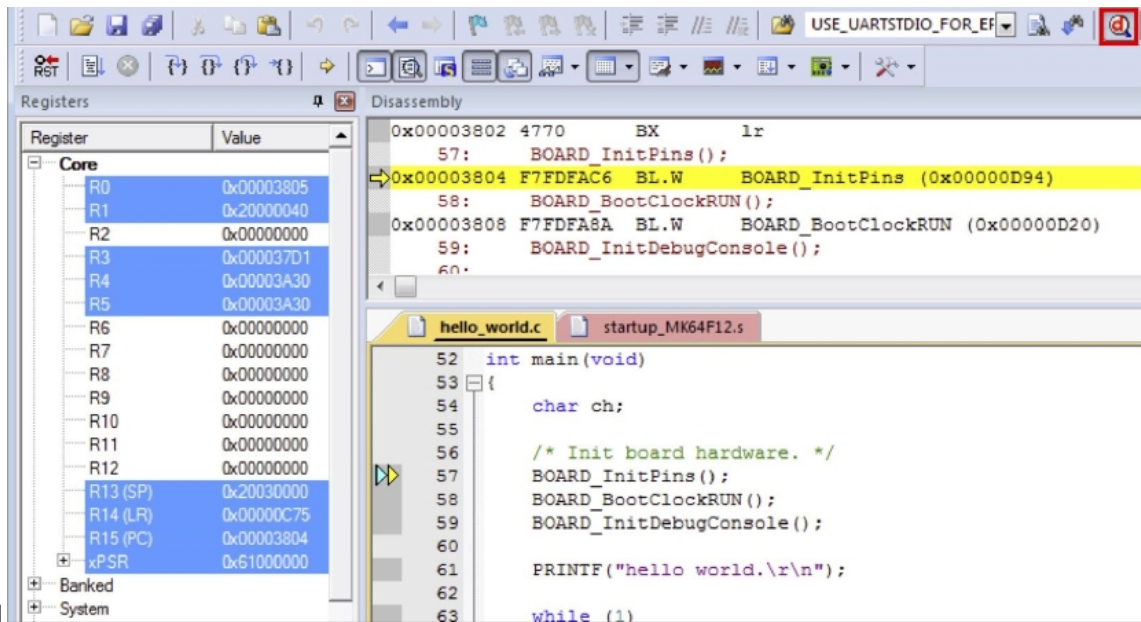 USE_UARTSTDIO_FOR_EF
RST
Registers
Register Value
Core
R0 0x00003805
R1 0x20000040
R2 0x00000000
R3 0x000037D1
R4 0x00003A30
R5 0x00003A30
R6 0x00000000
R7 0x00000000
R8 0x00000000
R9 0x00000000
R10 0x00000000
R11 0x00000000
R12 0x00000000
R13 (SP) 0x20030000
R14 (LR) 0x00000C75
R15 (PC) 0x00003804
xPSR 0x61000000
Banked
System
Disassembly
0x00003802 4770 BX lr
57: BOARD_InitPins();
0x00003804 F7FDFAC6 BL.W BOARD_InitPins (0x00000D94)
58: BOARD_BootClockRUN();
0x00003808 F7FDFA8A BL.W BOARD_BootClockRUN (0x00000D20)
59: BOARD_InitDebugConsole();
60:
hello_world.c startup_MK64F12.s
52 int main(void)
53 {
54 char ch;
55
56 /* Init board hardware. */
57 BOARD_InitPins();
58 BOARD_BootClockRUN();
59 BOARD_InitDebugConsole();
60
61 PRINTF("hello world.\r\n");
62
63 while (1)